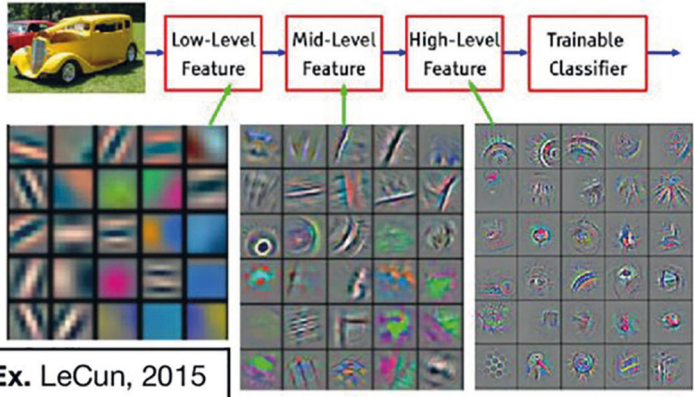 Low-Level
Feature
Mid-Level
Feature
High-Level
Feature
Trainable
Classifier
Ex. LeCun, 2015